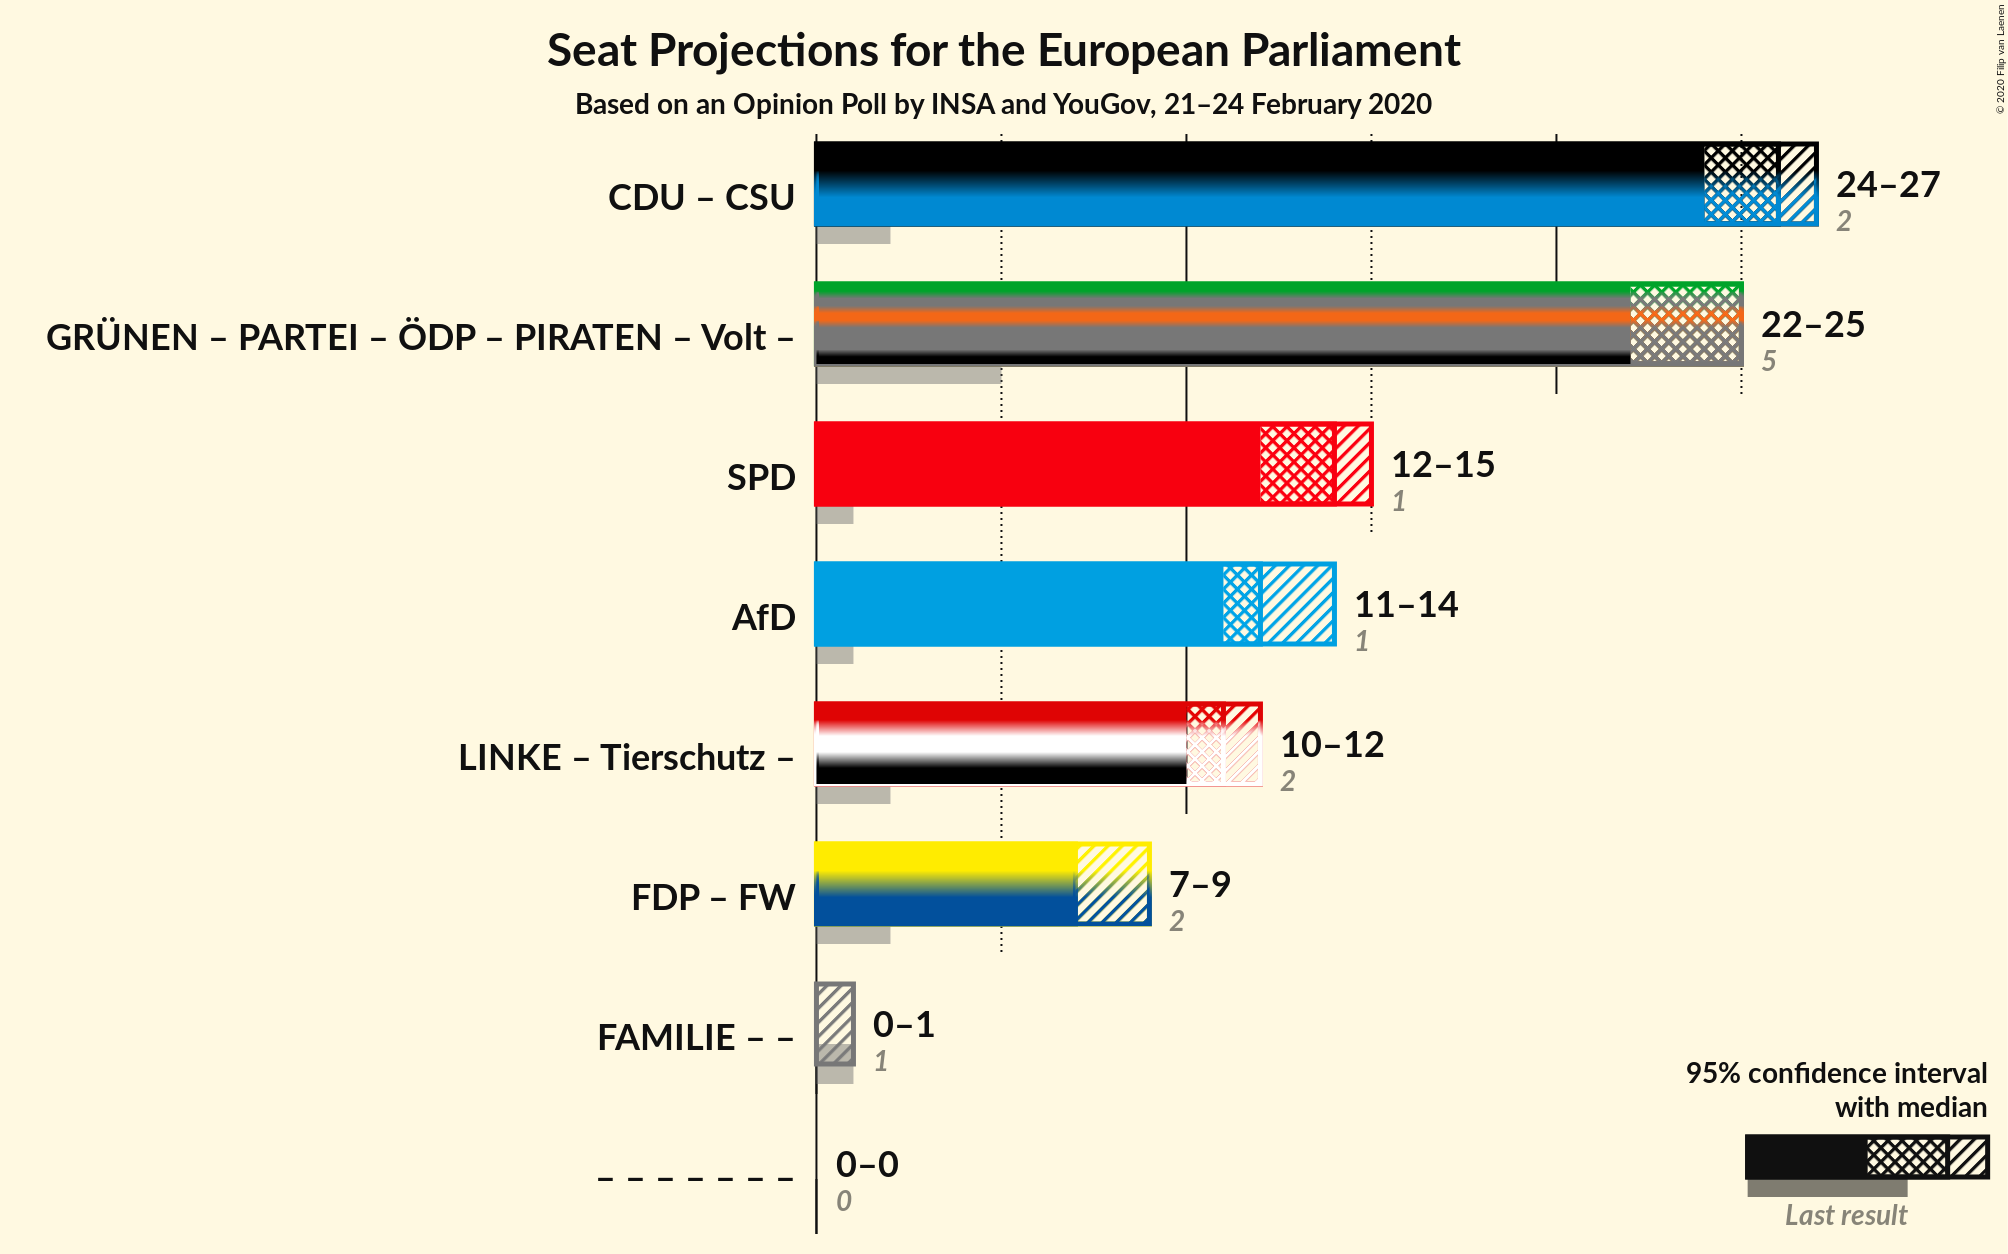 Seat Projections for the European Parliament
Based on an Opinion Poll by INSA and YouGov, 21–24 February 2020
© 2020 Filip van Laenen
CDU – CSU
24–27
2
GRÜNEN – PARTEI – ÖDP – PIRATEN – Volt –
22–25
5
SPD
12–15
1
AfD
11–14
1
LINKE – Tierschutz –
10–12
2
FDP – FW
7–9
2
FAMILIE – –
0–1
1
– – – – – – –
0–0
0
95% confidence interval
with median
Last result